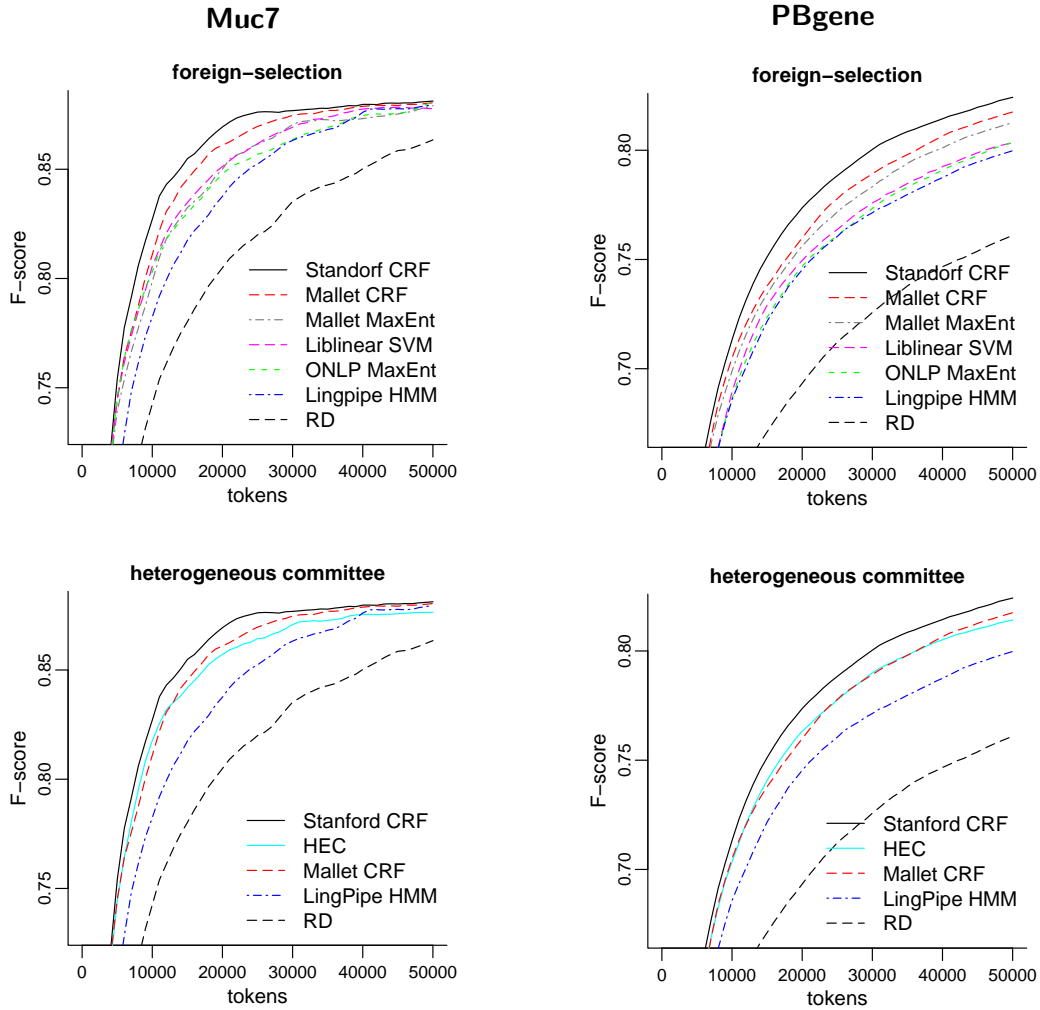 Muc7
PBgene
foreign−selection
F−score
0.75
0.80
0.85
Standorf CRF
Mallet CRF
Mallet MaxEnt
Liblinear SVM
ONLP MaxEnt
Lingpipe HMM
RD
0 10000 20000 30000 40000 50000
tokens
foreign−selection
F−score
0.70
0.75
0.80
Standorf CRF
Mallet CRF
Mallet MaxEnt
Liblinear SVM
ONLP MaxEnt
Lingpipe HMM
RD
0 10000 20000 30000 40000 50000
tokens
heterogeneous committee
F−score
0.75
0.80
0.85
Stanford CRF
HEC
Mallet CRF
LingPipe HMM
RD
0 10000 20000 30000 40000 50000
tokens
heterogeneous committee
F−score
0.70
0.75
0.80
Stanford CRF
HEC
Mallet CRF
LingPipe HMM
RD
0 10000 20000 30000 40000 50000
tokens